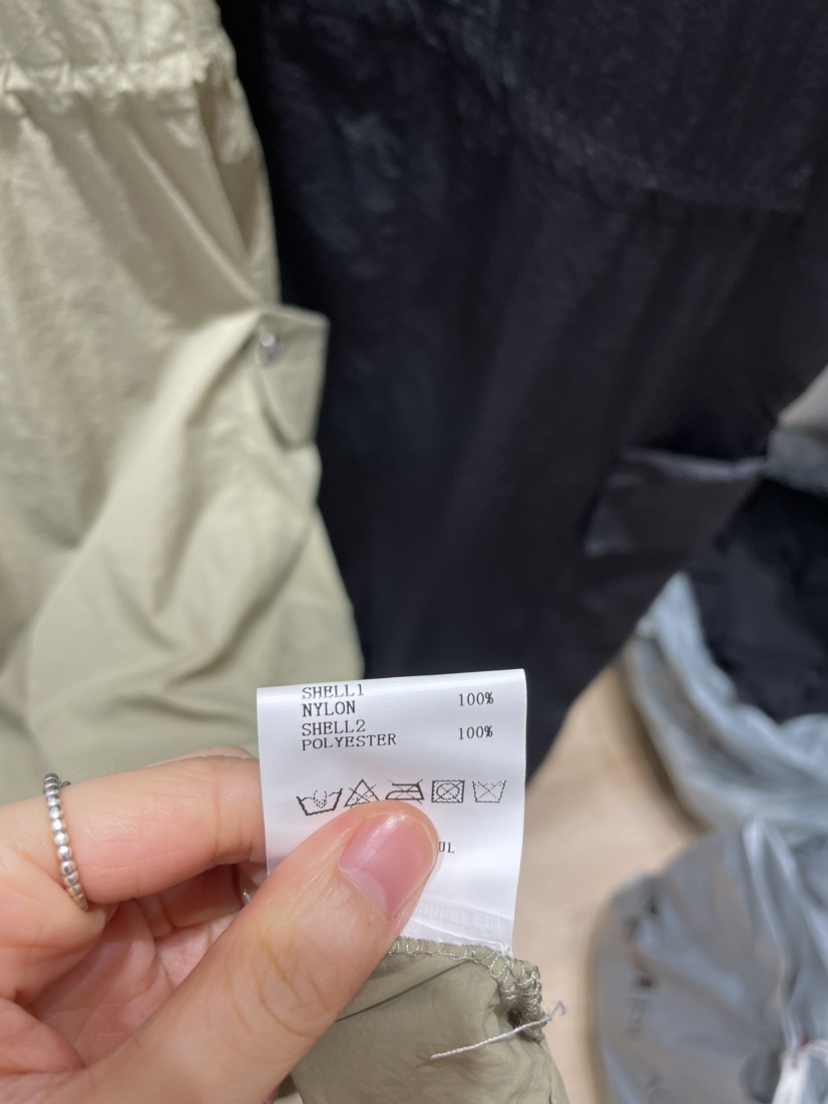 SHELL1
NYLON 100%
SHELL2
POLYESTER 100%